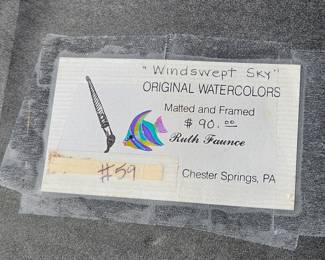 "Windswept Sky"
ORIGINAL WATERCOLORS
Matted and Framed
$ 90.00
Ruth Faunce
#59
Chester Springs, PA